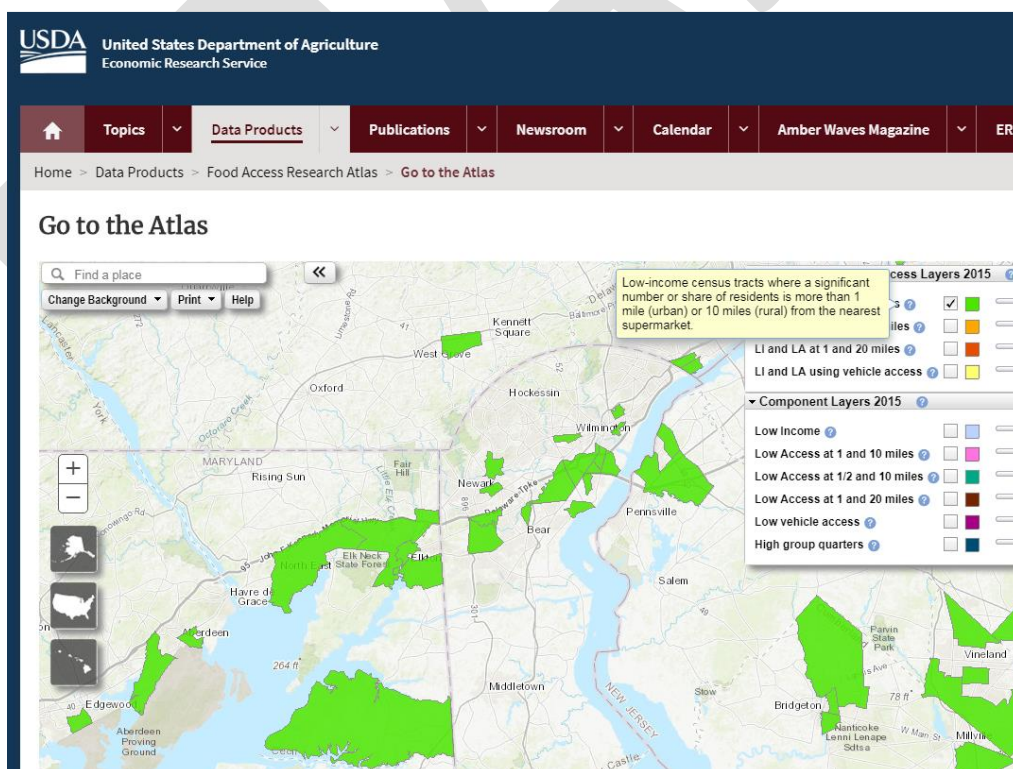 USDA
United States Department of Agriculture
Economic Research Service
Topics
Data Products
Publications
Newsroom
Calendar
Amber Waves Magazine
ER
Home > Data Products > Food Access Research Atlas > Go to the Atlas
Go to the Atlas
Find a place
Change Background
Print
Help
Low-income census tracts where a significant
number or share of residents is more than 1
mile (urban) or 10 miles (rural) from the nearest
supermarket.
cess Layers 2015
LI and LA at 1 and 20 miles
LI and LA using vehicle access
Component Layers 2015
Low Income
Low Access at 1 and 10 miles
Low Access at 1/2 and 10 miles
Low Access at 1 and 20 miles
Low vehicle access
High group quarters
Kennett
Square
West Grove
Oxford
Hockessin
Wilmington
MARYLAND
Rising Sun
Fair
Hill
Newark
Bear
Pennsville
Elk Neck
State Forest
Elkton
North East
Havre de
Grace
Salem
Aberdeen
264 ft
Middletown
Edgewood
Aberdeen
Proving
Ground
NEW JERSEY
Stow
Bridgeton
Parvin
State
Park
Vineland
78 ft
Nanticoke
Lenni Lenape
Sdtsa
W Main St
Millville
Castle